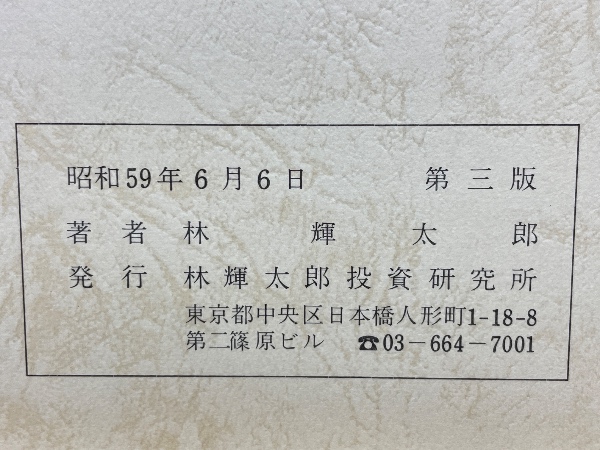 昭和59年6月6日　第三版
著者　林輝太郎
発行　林輝太郎投資研究所
東京都中央区日本橋人形町1-18-8
第二篠原ビル　☎03-664-7001